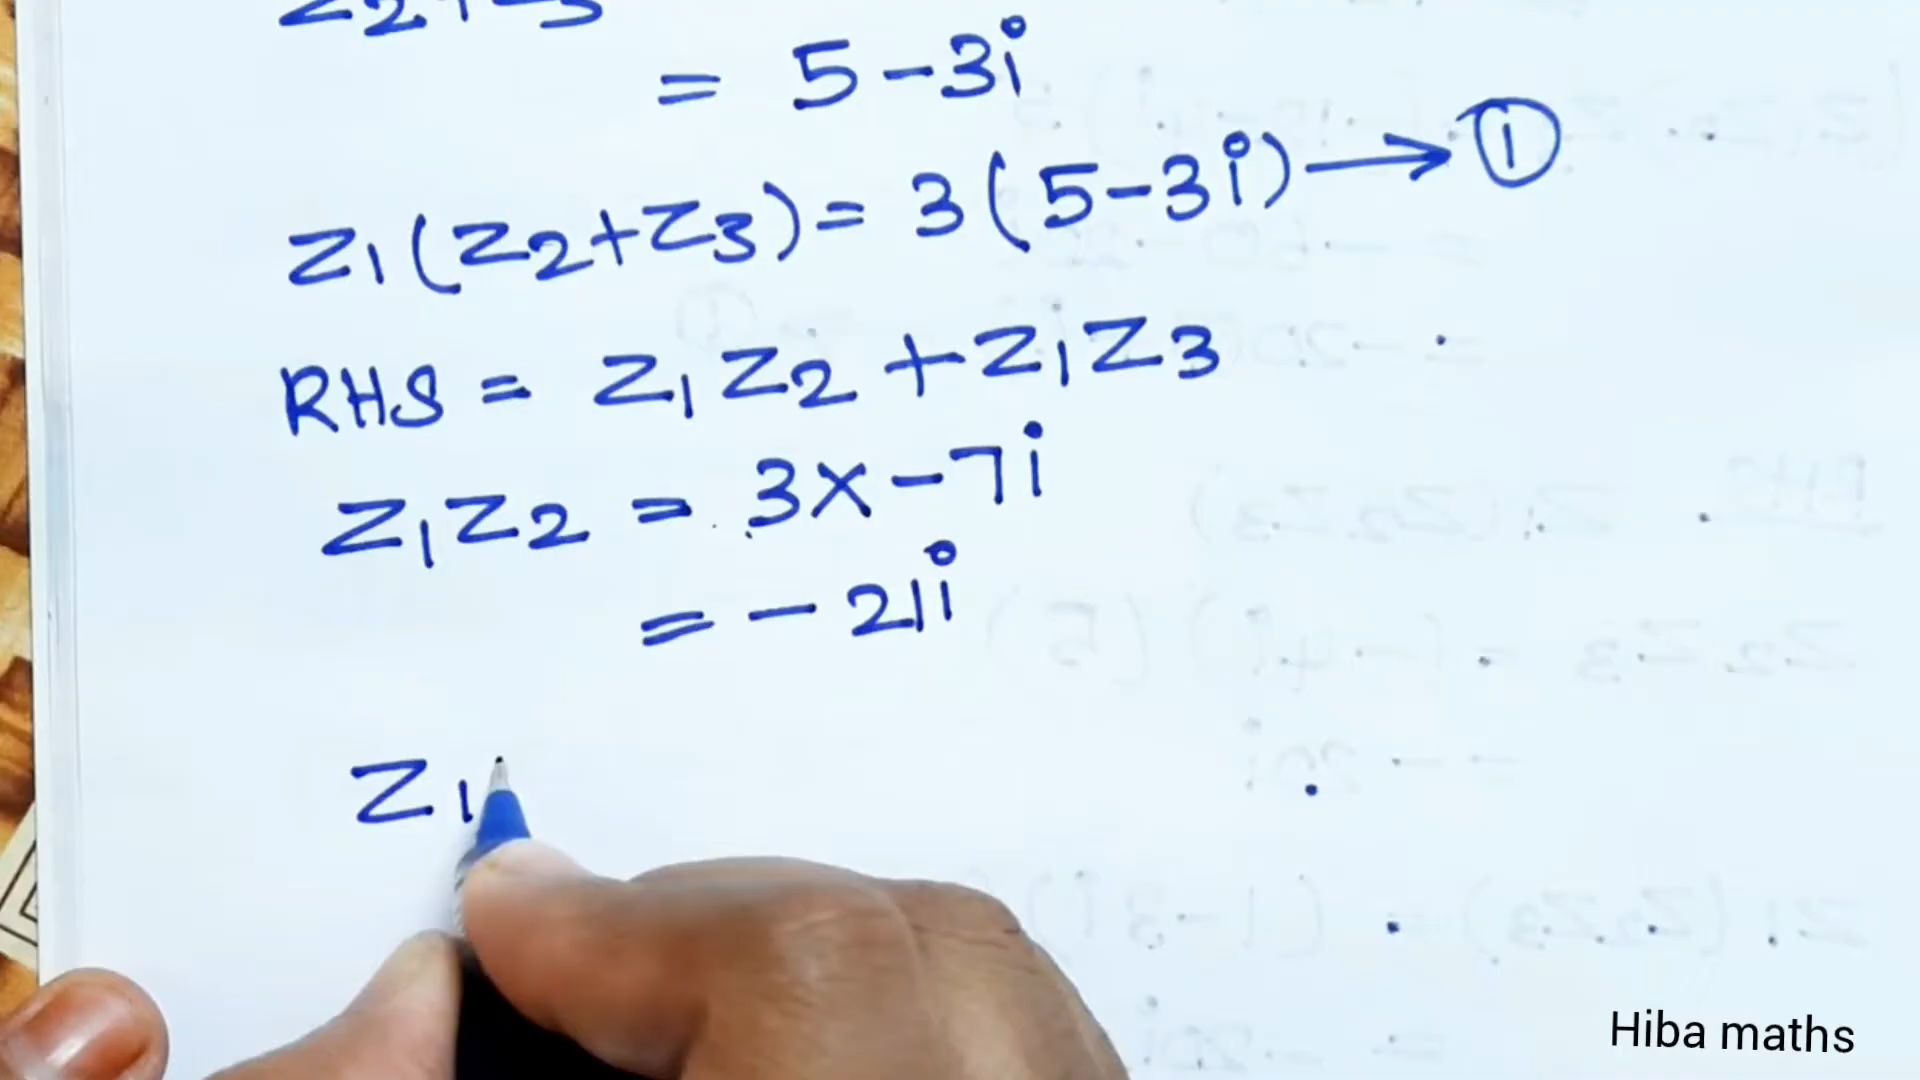 = 5-3i
z₁(z₂+z₃) = 3(5-3i) → ①
RHS = z₁z₂ + z₁z₃
z₁z₂ = 3x-7i
= -21i
z₁
Hiba maths